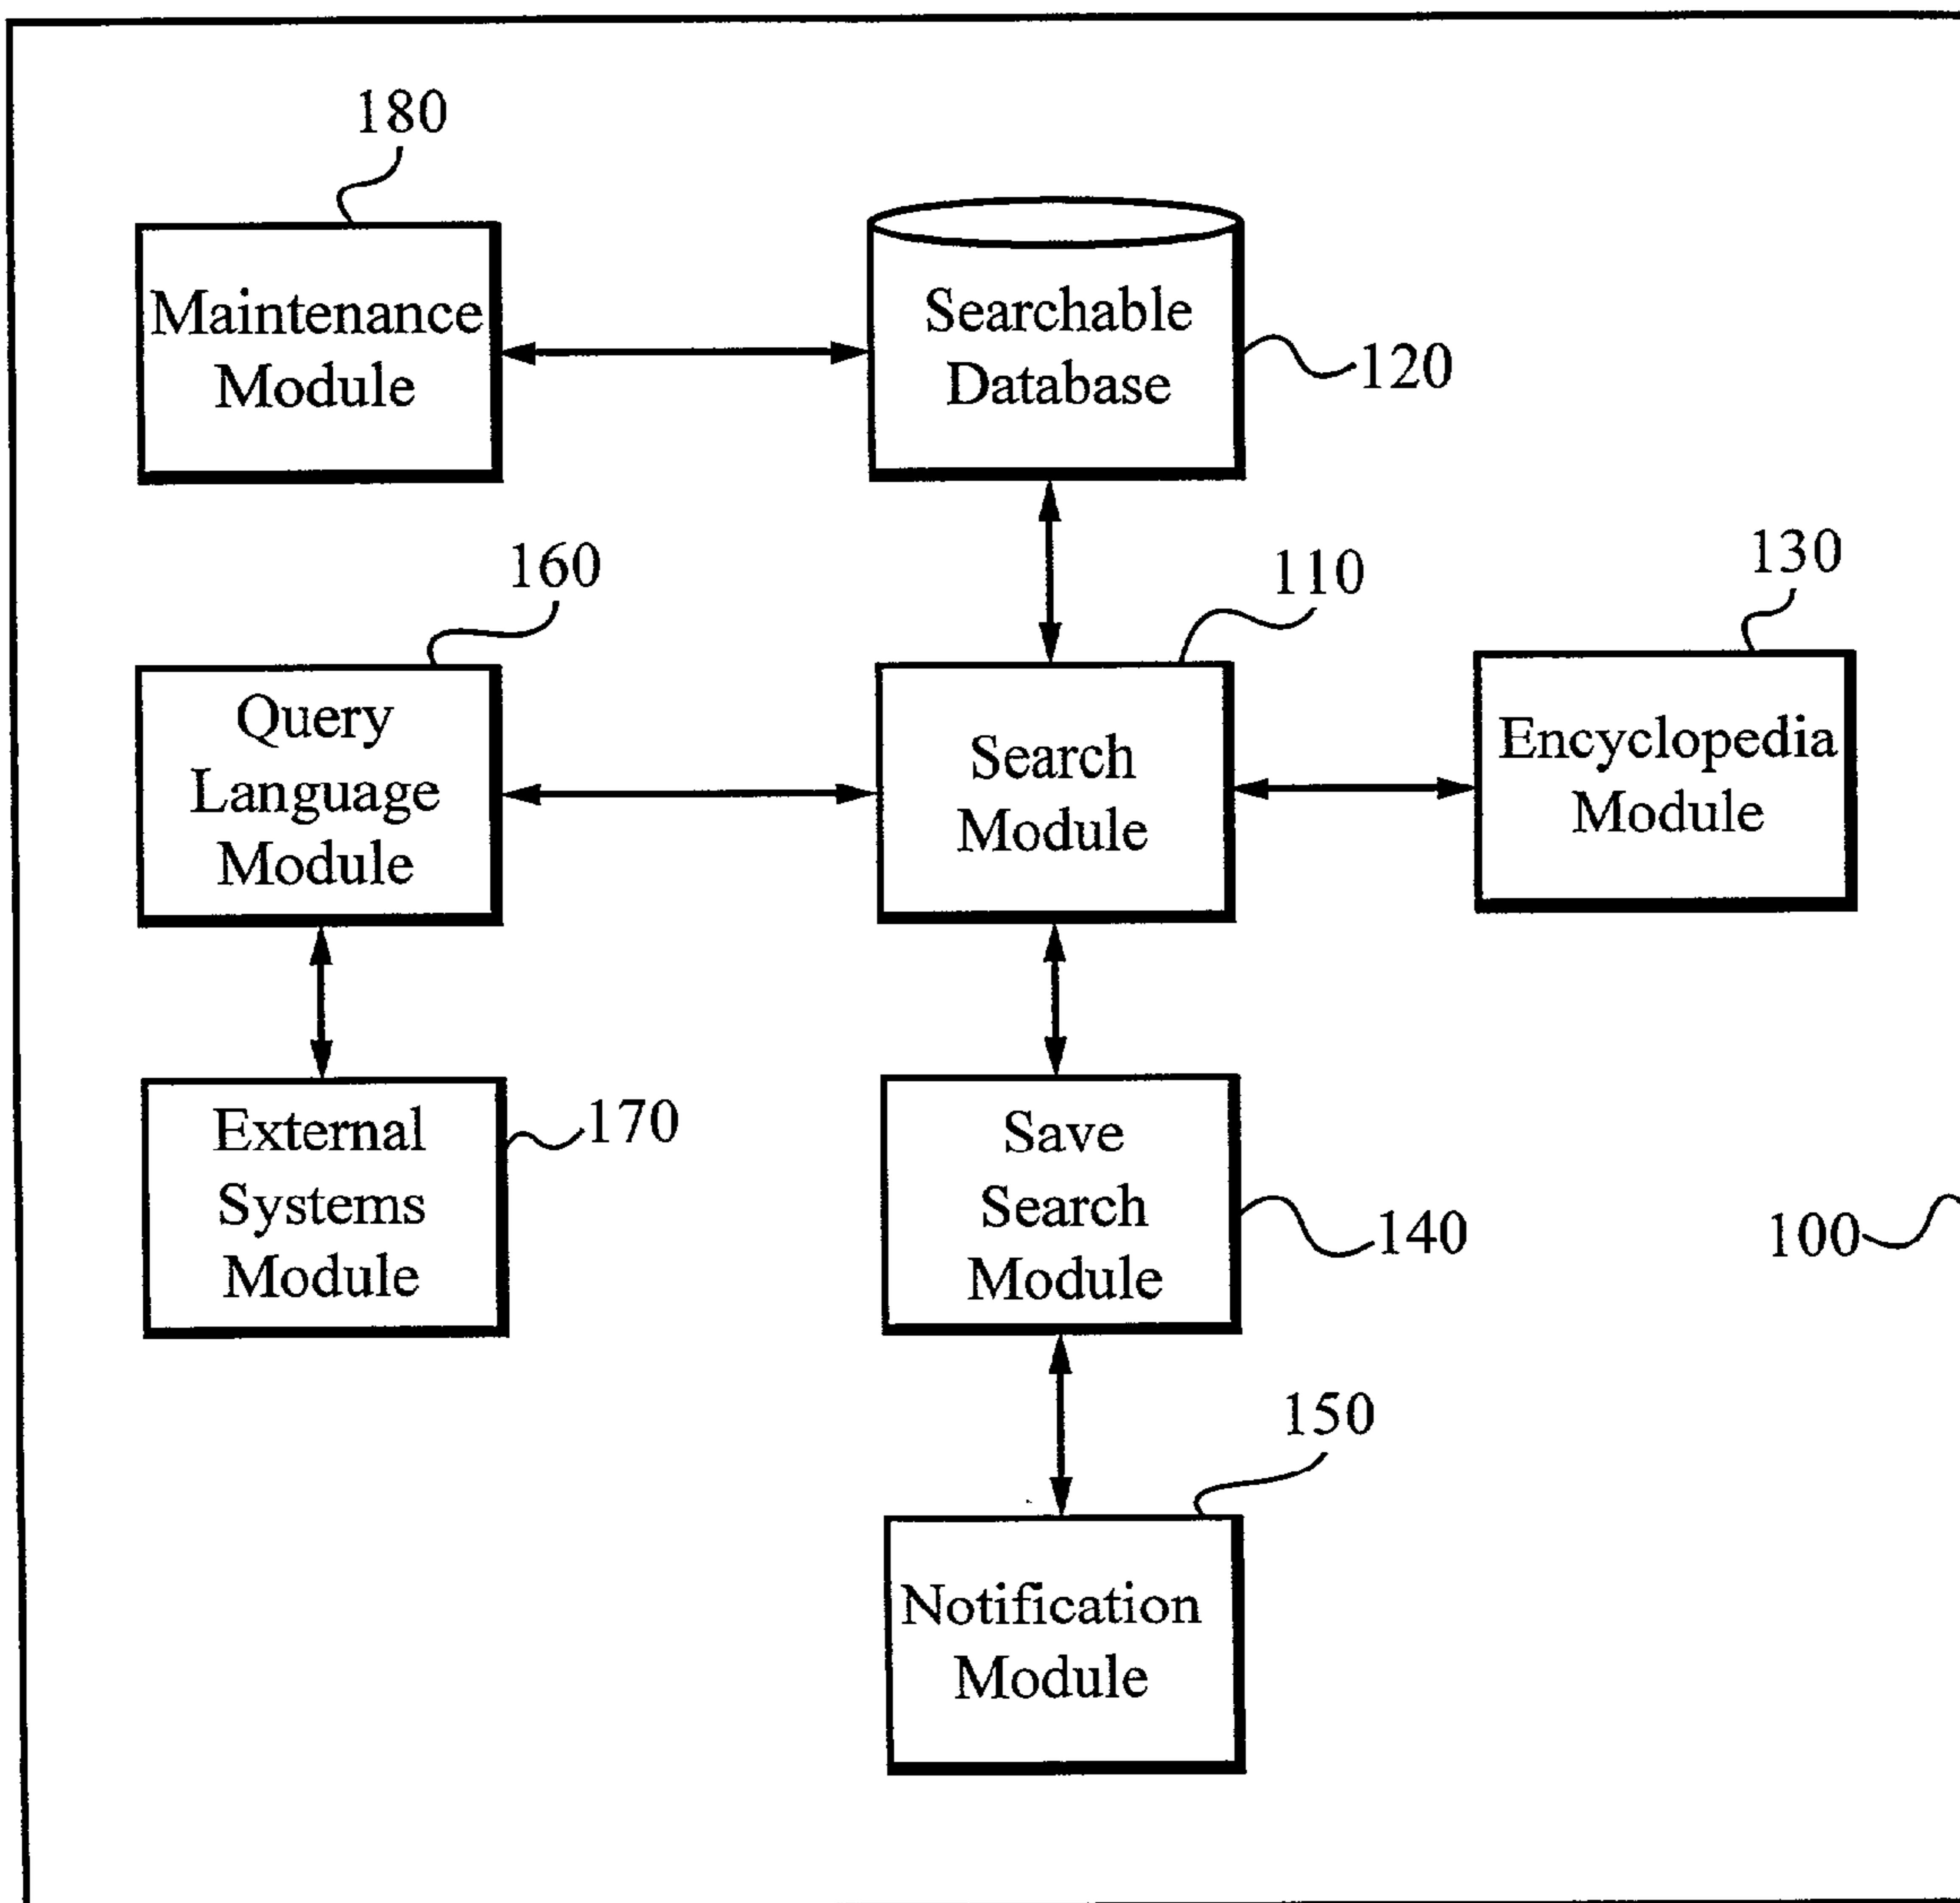 180
Maintenance
Module
Searchable
Database
120
160
Query
Language
Module
110
Search
Module
130
Encyclopedia
Module
External
Systems
Module
170
Save
Search
Module
140
100
150
Notification
Module